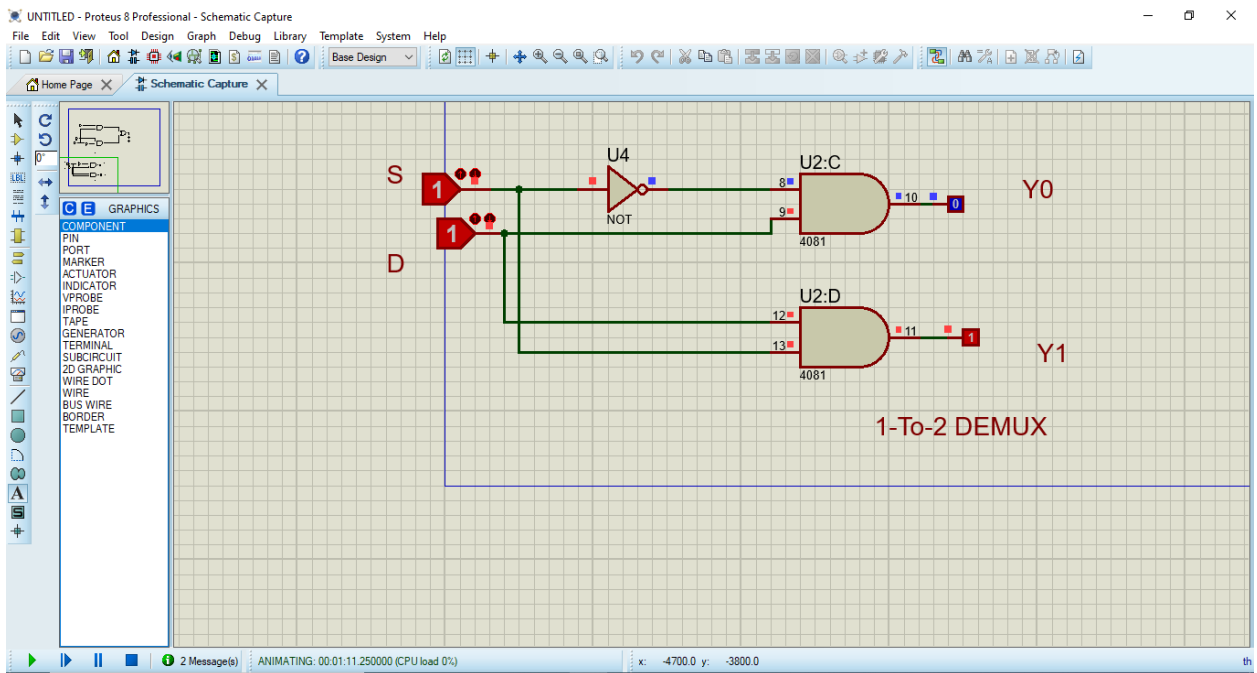 UNTITLED - Proteus 8 Professional - Schematic Capture
File Edit View Tool Design Graph Debug Library Template System Help
Base Design
Home Page
Schematic Capture
0°
C E GRAPHICS
COMPONENT
PIN
PORT
MARKER
ACTUATOR
INDICATOR
VPROBE
IPROBE
TAPE
GENERATOR
TERMINAL
SUBCIRCUIT
2D GRAPHIC
WIRE DOT
WIRE
BUS WIRE
BORDER
TEMPLATE
LBL
A
S
S
1
D
1
U4
NOT
U2:C
8
9
10
4081
0
Y0
U2:D
12
13
11
4081
1
Y1
1-To-2 DEMUX
2 Message(s)
ANIMATING: 00:01:11.250000 (CPU load 0%)
x: -4700.0 y: -3800.0
th